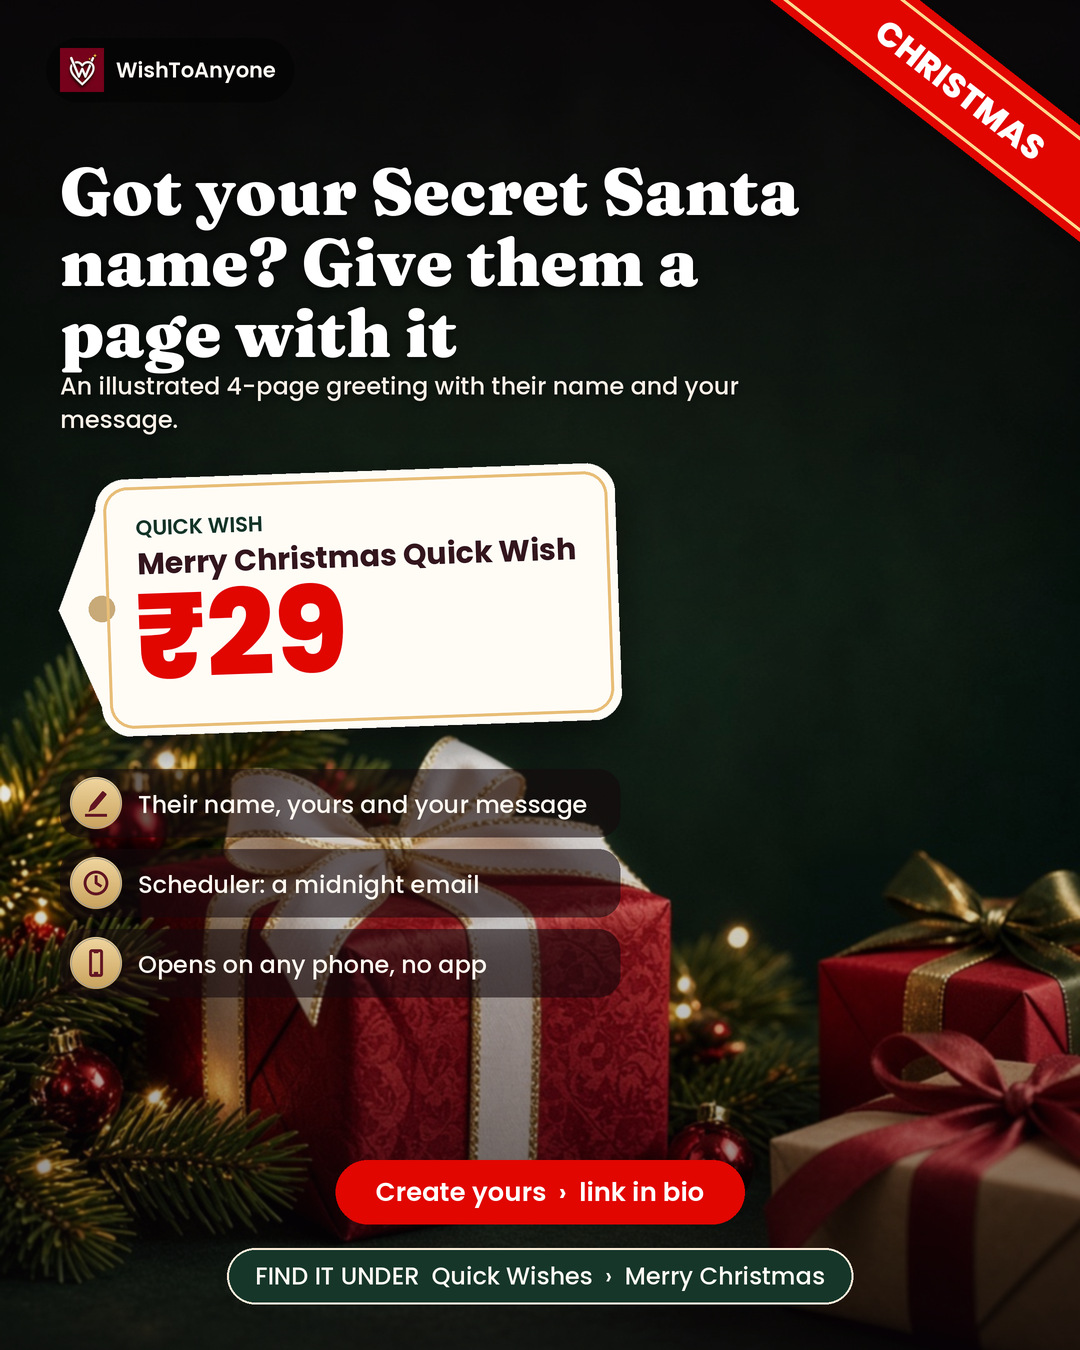 WishToAnyone
CHRISTMAS
Got your Secret Santa
name? Give them a
page with it
An illustrated 4-page greeting with their name and your
message.
QUICK WISH
Merry Christmas Quick Wish
₹29
Their name, yours and your message
Scheduler: a midnight email
Opens on any phone, no app
Create yours › link in bio
FIND IT UNDER Quick Wishes › Merry Christmas